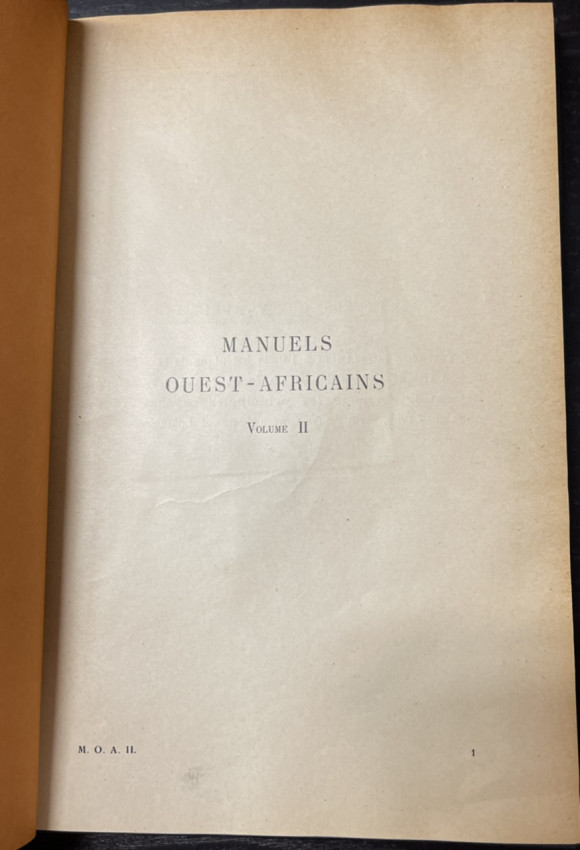 MANUELS
OUEST-AFRICAINS
Volume II
M. O. A. II. 1